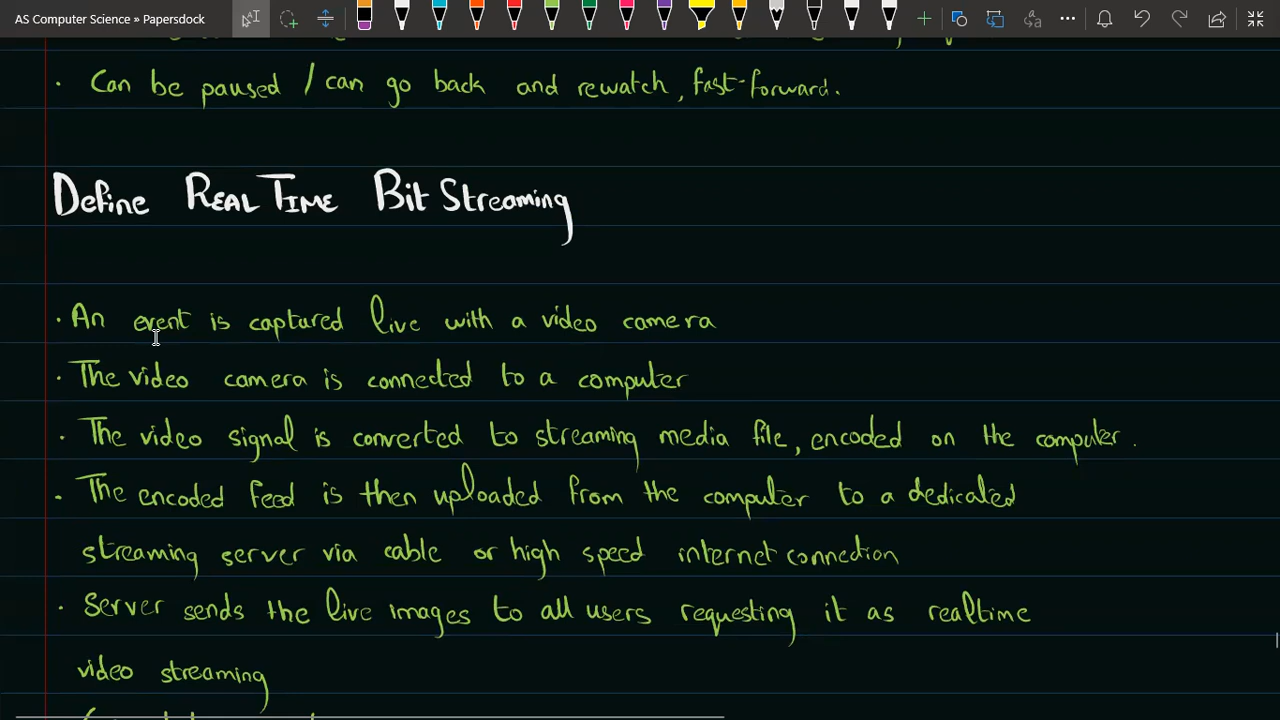 AS Computer Science » Papersdock
· Can be paused / can go back and rewatch, fast-forward.
Define REAL TIME Bit Streaming
· An event is captured live with a video camera
· The video camera is connected to a computer
· The video signal is converted to streaming media file, encoded on the computer.
· The encoded feed is then uploaded from the computer to a dedicated
streaming server via cable or high speed internet connection
· Server sends the live images to all users requesting it as realtime
video streaming